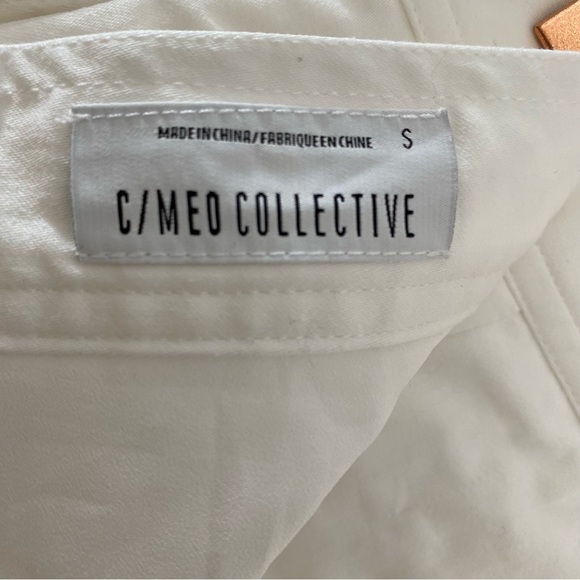 MADE IN CHINA/FABRIQUE EN CHINE S
C/MEO COLLECTIVE